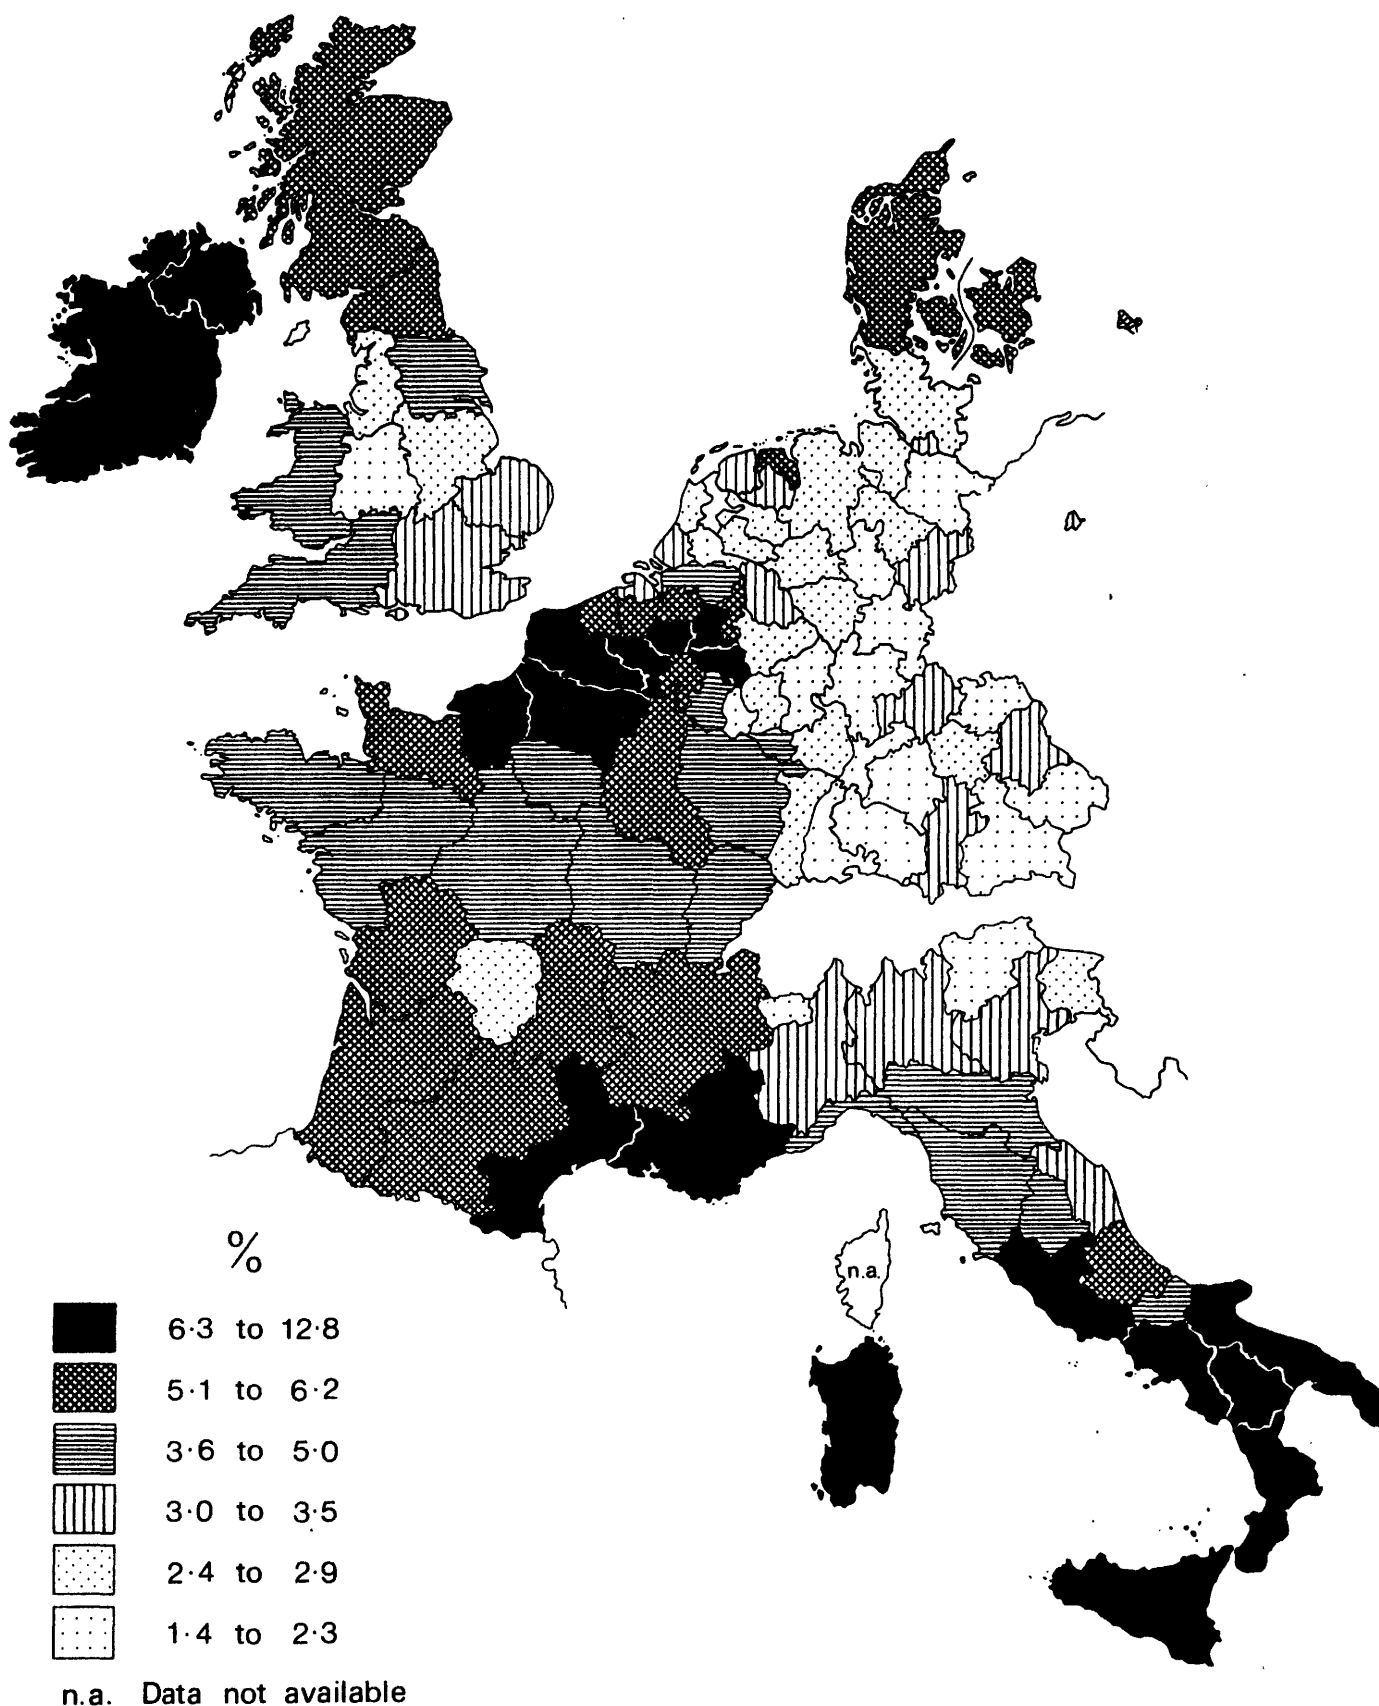 n.a.
%
6·3 to 12·8
5·1 to 6·2
3·6 to 5·0
3·0 to 3·5
2·4 to 2·9
1·4 to 2·3
n.a. Data not available